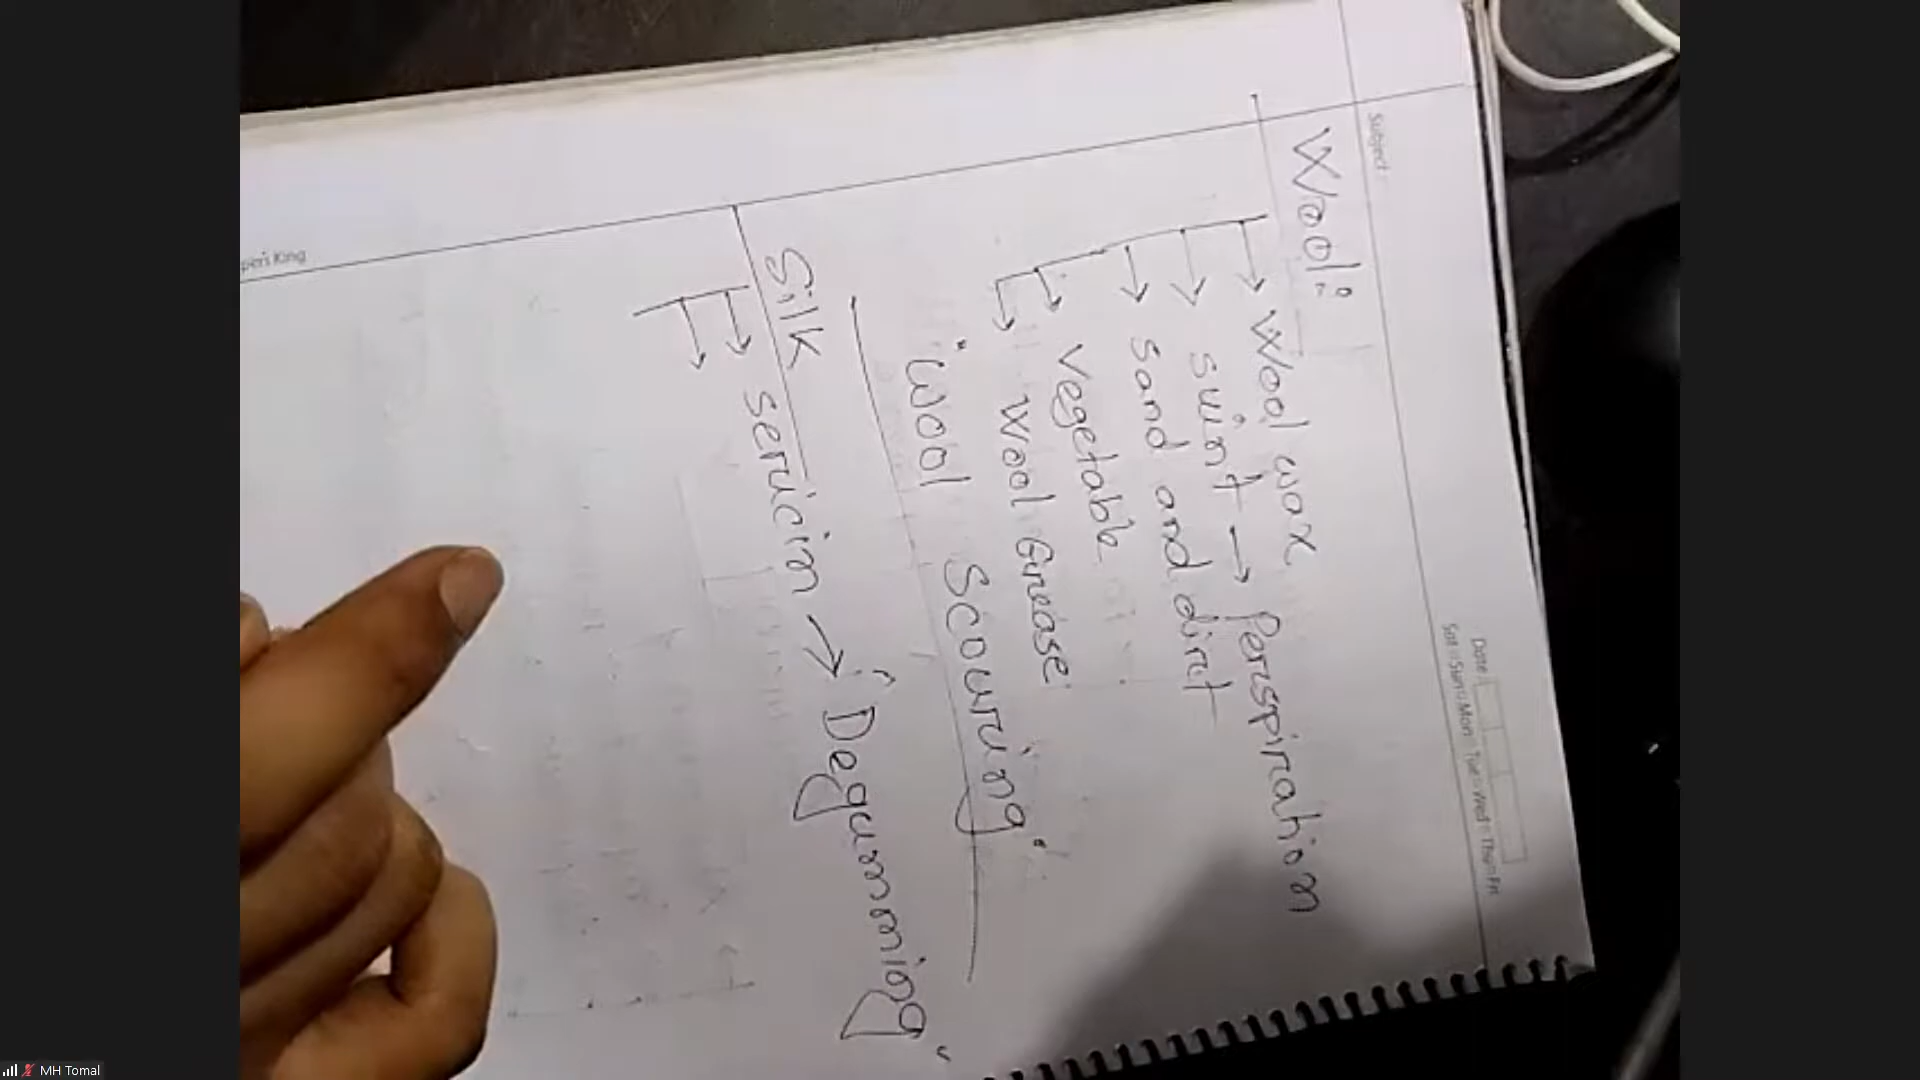 Subject :
Date :
Sat Sun Mon Tue Wed Thu Fri
Wool :
→ Wool wax
→ suint → Perspiration
→ sand and dirt
→ vegetable
→ wool Grease
"Wool Scouring"
Silk
→ sericin → "Degumming"
King
MH Tomal